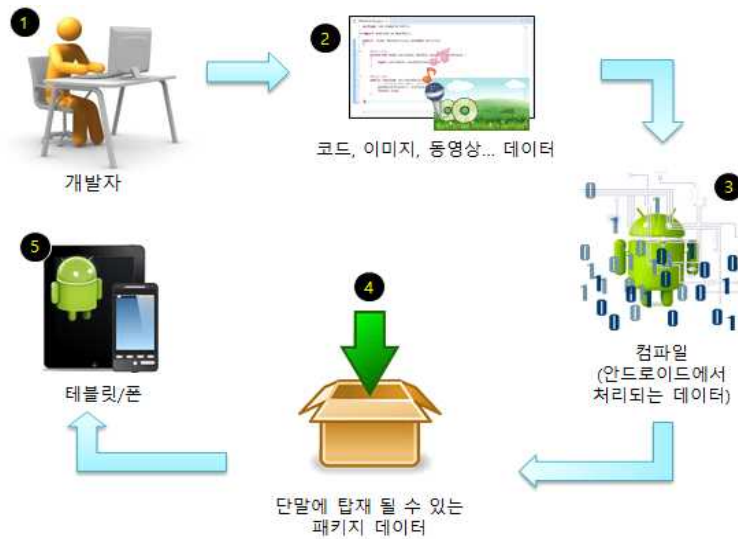 1
개발자
2
코드, 이미지, 동영상... 데이터
3
컴파일
(안드로이드에서
처리되는 데이터)
4
단말에 탑재 될 수 있는
패키지 데이터
5
테블릿/폰